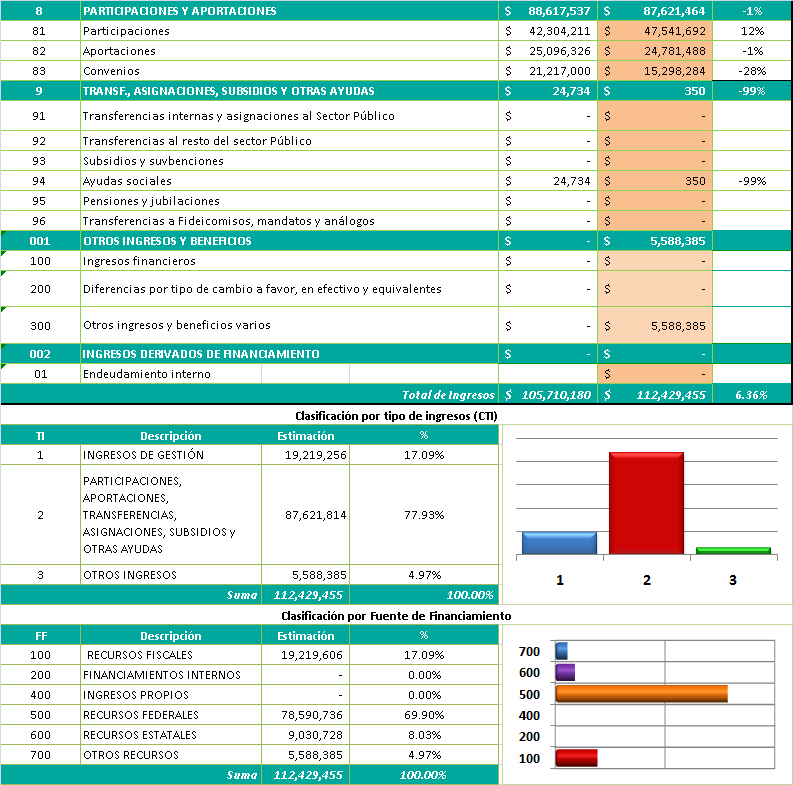 8 PARTICIPACIONES Y APORTACIONES $ 88,617,537 $ 87,621,464 -1%
81 Participaciones $ 42,304,211 $ 47,541,692 12%
82 Aportaciones $ 25,096,326 $ 24,781,488 -1%
83 Convenios $ 21,217,000 $ 15,298,284 -28%
9 TRANSF., ASIGNACIONES, SUBSIDIOS Y OTRAS AYUDAS $ 24,734 $ 350 -99%
91 Transferencias internas y asignaciones al Sector Público $ - $ -
92 Transferencias al resto del sector Público $ - $ -
93 Subsidios y suvbenciones $ - $ -
94 Ayudas sociales $ 24,734 $ 350 -99%
95 Pensiones y jubilaciones $ - $ -
96 Transferencias a Fideicomisos, mandatos y análogos $ - $ -
001 OTROS INGRESOS Y BENEFICIOS $ - $ 5,588,385
100 Ingresos financieros $ - $ -
200 Diferencias por tipo de cambio a favor, en efectivo y equivalentes $ - $ -
300 Otros ingresos y beneficios varios $ - $ 5,588,385
002 INGRESOS DERIVADOS DE FINANCIAMIENTO $ - $ -
01 Endeudamiento interno $ -
Total de Ingresos $ 105,710,180 $ 112,429,455 6.36%
Clasificación por tipo de ingresos (CTI)
TI Descripción Estimación %
1 INGRESOS DE GESTIÓN 19,219,256 17.09%
2 PARTICIPACIONES,
APORTACIONES,
TRANSFERENCIAS, 87,621,814 77.93%
ASIGNACIONES, SUBSIDIOS y
OTRAS AYUDAS
3 OTROS INGRESOS 5,588,385 4.97%
Suma 112,429,455 100.00%
1 2 3
Clasificación por Fuente de Financiamiento
FF Descripción Estimación %
100 RECURSOS FISCALES 19,219,606 17.09%
200 FINANCIAMIENTOS INTERNOS - 0.00%
400 INGRESOS PROPIOS - 0.00%
500 RECURSOS FEDERALES 78,590,736 69.90%
600 RECURSOS ESTATALES 9,030,728 8.03%
700 OTROS RECURSOS 5,588,385 4.97%
Suma 112,429,455 100.00%
700
600
500
400
200
100